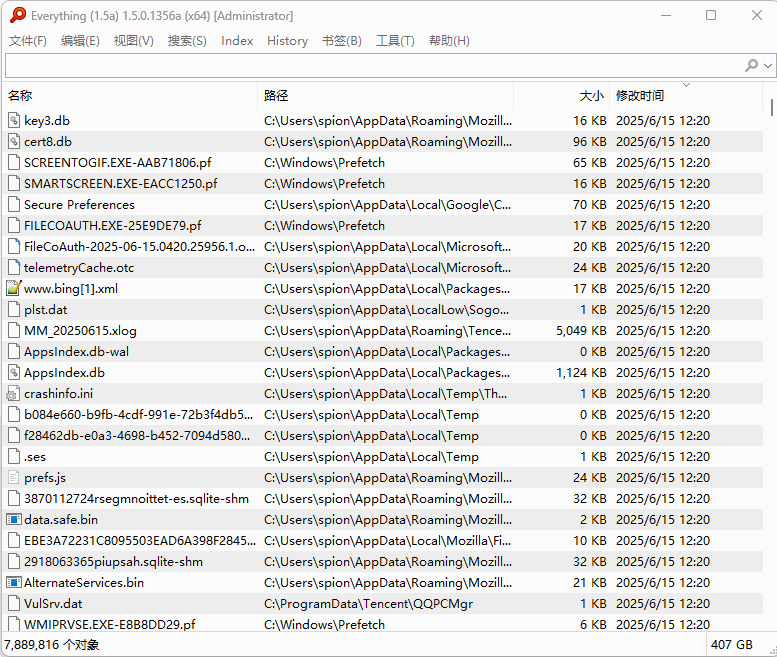 Everything (1.5a) 1.5.0.1356a (x64) [Administrator]
文件(F) 编辑(E) 视图(V) 搜索(S) Index History 书签(B) 工具(T) 帮助(H)
名称 路径 大小 修改时间
key3.db C:\Users\spion\AppData\Roaming\Mozill... 16 KB 2025/6/15 12:20
cert8.db C:\Users\spion\AppData\Roaming\Mozill... 96 KB 2025/6/15 12:20
SCREENTOGIF.EXE-AAB71806.pf C:\Windows\Prefetch 65 KB 2025/6/15 12:20
SMARTSCREEN.EXE-EACC1250.pf C:\Windows\Prefetch 16 KB 2025/6/15 12:20
Secure Preferences C:\Users\spion\AppData\Local\Google\C... 70 KB 2025/6/15 12:20
FILECOAUTH.EXE-25E9DE79.pf C:\Windows\Prefetch 17 KB 2025/6/15 12:20
FileCoAuth-2025-06-15.0420.25956.1.o... C:\Users\spion\AppData\Local\Microsoft... 20 KB 2025/6/15 12:20
telemetryCache.otc C:\Users\spion\AppData\Local\Microsoft... 24 KB 2025/6/15 12:20
www.bing[1].xml C:\Users\spion\AppData\Local\Packages... 17 KB 2025/6/15 12:20
plst.dat C:\Users\spion\AppData\LocalLow\Sogo... 1 KB 2025/6/15 12:20
MM_20250615.xlog C:\Users\spion\AppData\Roaming\Tence... 5,049 KB 2025/6/15 12:20
AppsIndex.db-wal C:\Users\spion\AppData\Local\Packages... 0 KB 2025/6/15 12:20
AppsIndex.db C:\Users\spion\AppData\Local\Packages... 1,124 KB 2025/6/15 12:20
crashinfo.ini C:\Users\spion\AppData\Local\Temp\Th... 1 KB 2025/6/15 12:20
b084e660-b9fb-4cdf-991e-72b3f4db5... C:\Users\spion\AppData\Local\Temp 0 KB 2025/6/15 12:20
f28462db-e0a3-4698-b452-7094d580... C:\Users\spion\AppData\Local\Temp 0 KB 2025/6/15 12:20
.ses C:\Users\spion\AppData\Local\Temp 1 KB 2025/6/15 12:20
prefs.js C:\Users\spion\AppData\Roaming\Mozill... 24 KB 2025/6/15 12:20
3870112724rsegmnoittet-es.sqlite-shm C:\Users\spion\AppData\Roaming\Mozill... 32 KB 2025/6/15 12:20
data.safe.bin C:\Users\spion\AppData\Roaming\Mozill... 2 KB 2025/6/15 12:20
EBE3A72231C8095503EAD6A398F2845... C:\Users\spion\AppData\Local\Mozilla\Fi... 10 KB 2025/6/15 12:20
2918063365piupsah.sqlite-shm C:\Users\spion\AppData\Roaming\Mozill... 32 KB 2025/6/15 12:20
AlternateServices.bin C:\Users\spion\AppData\Roaming\Mozill... 21 KB 2025/6/15 12:20
VulSrv.dat C:\ProgramData\Tencent\QQPCMgr 1 KB 2025/6/15 12:20
WMIPRVSE.EXE-E8B8DD29.pf C:\Windows\Prefetch 6 KB 2025/6/15 12:20
7,889,816 个对象 407 GB